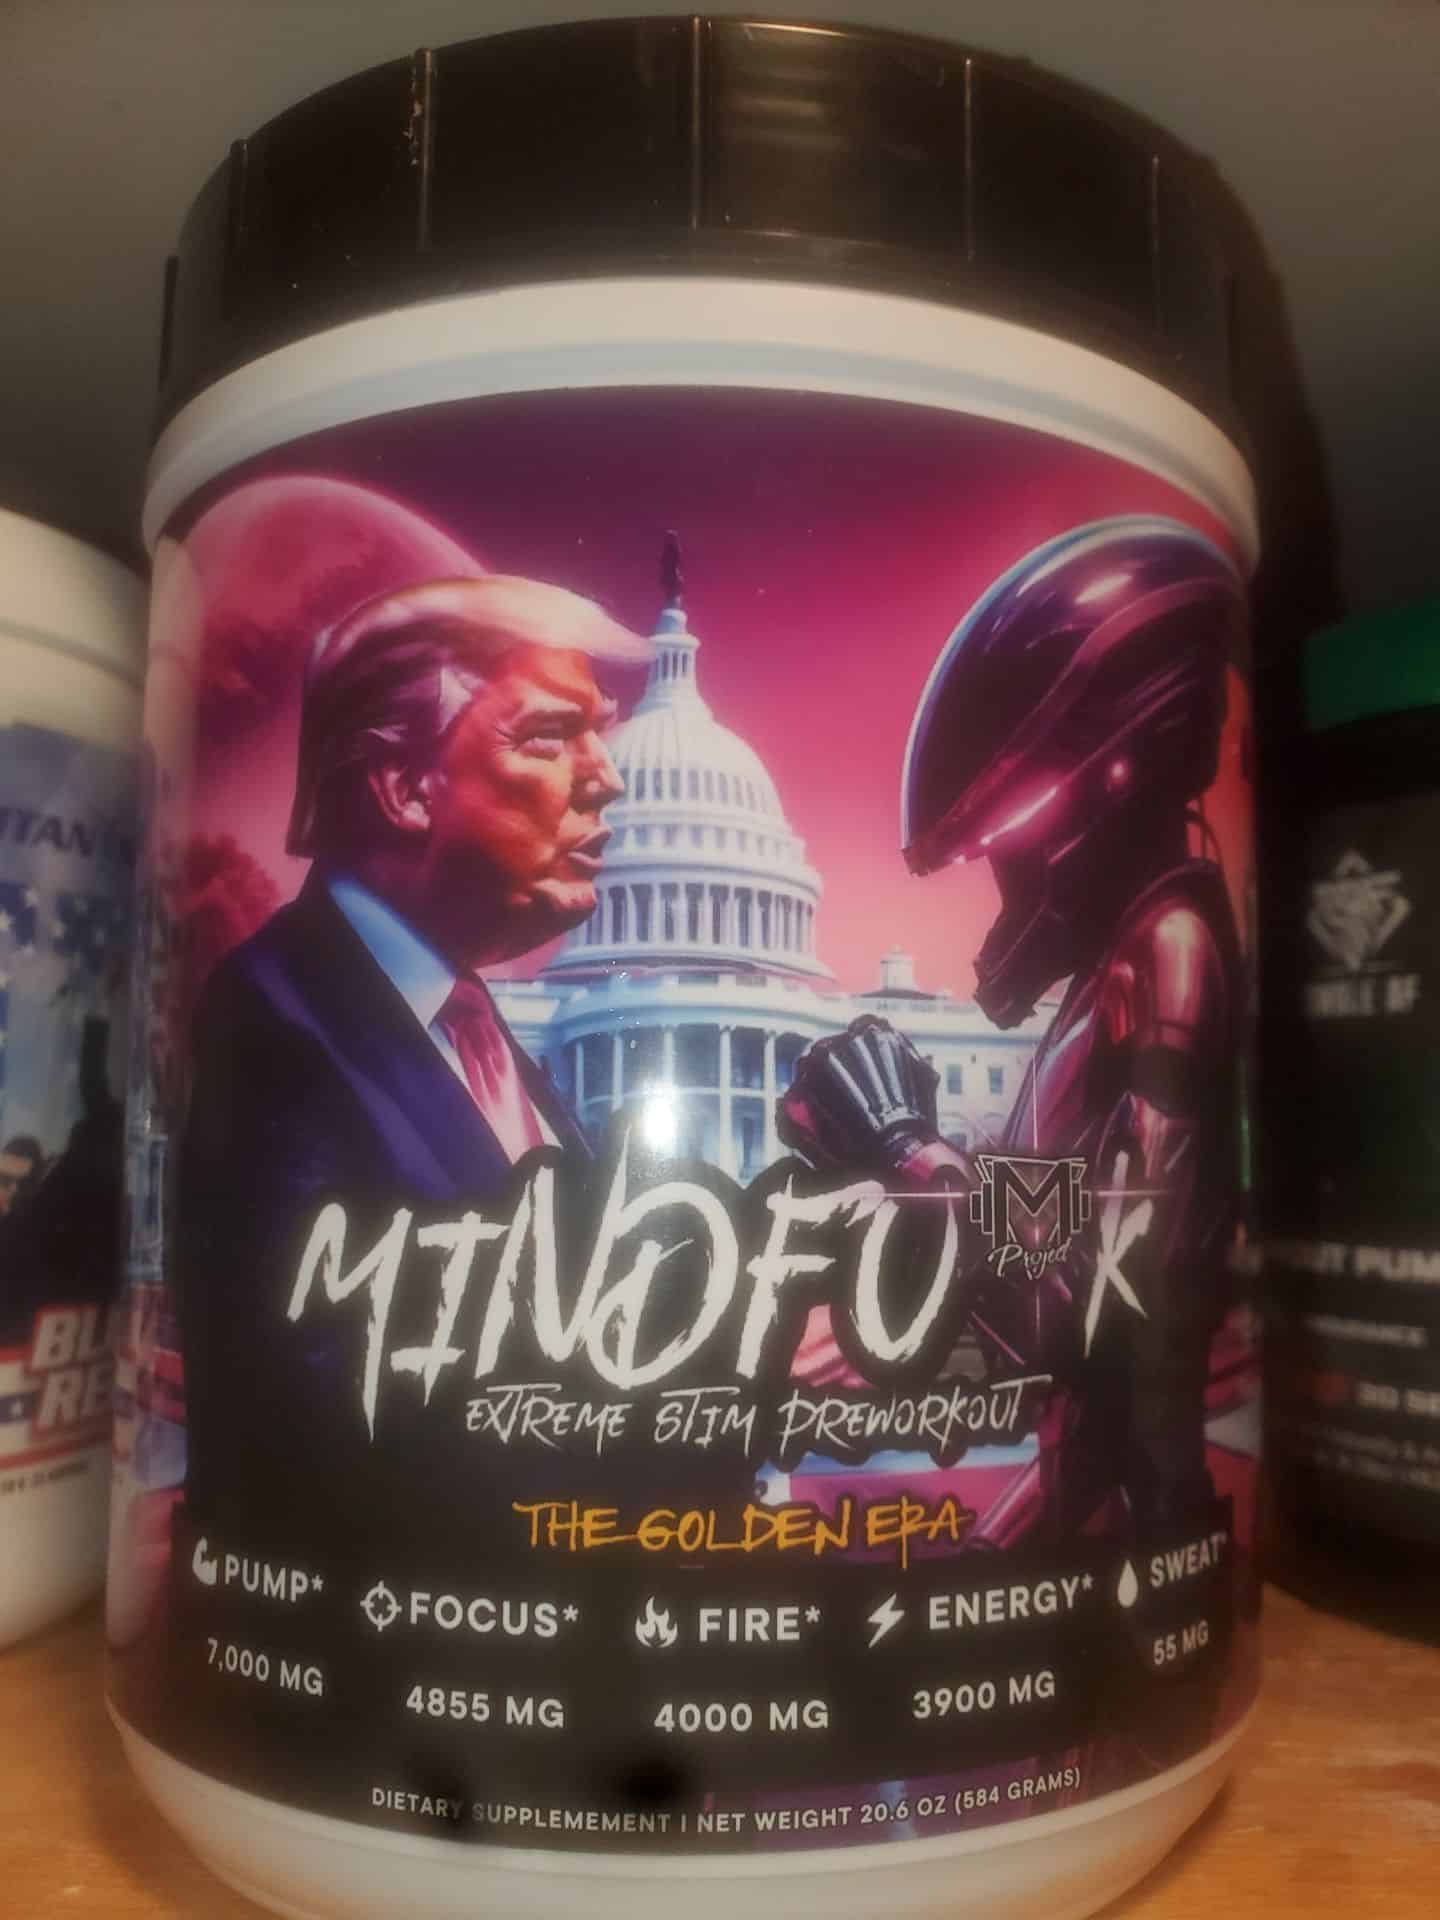 MINDFU K
M
Project
EXTREME STIM PREWORKOUT
THE GOLDEN ERA
PUMP* FOCUS* FIRE* ENERGY* SWEAT*
7,000 MG 4855 MG 4000 MG 3900 MG 55 MG
DIETARY SUPPLEMEMENT | NET WEIGHT 20.6 OZ (584 GRAMS)